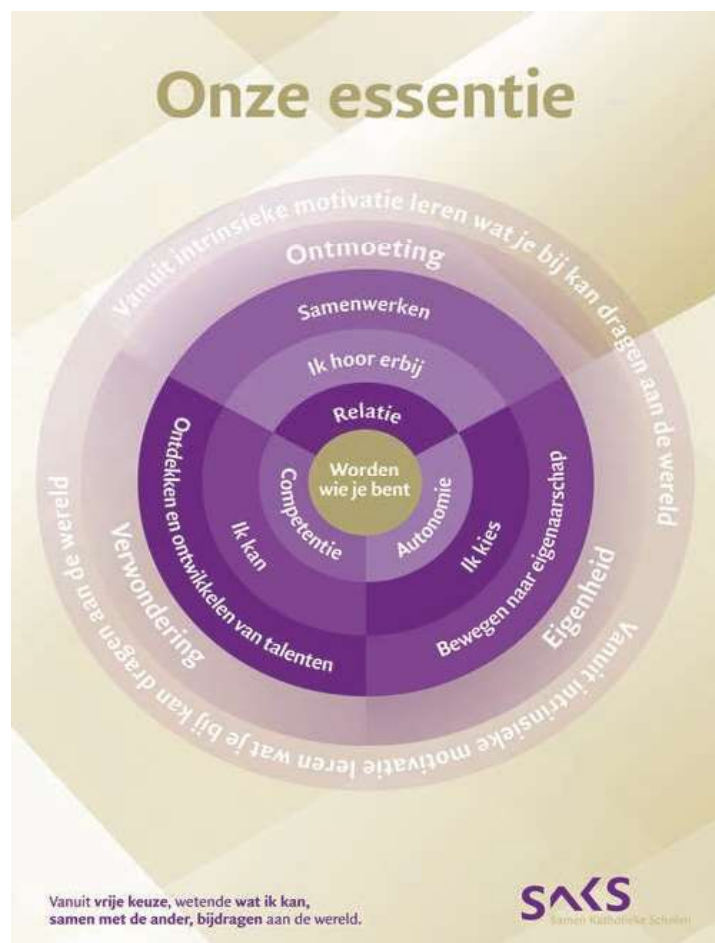 Onze essentie
Vanuit intrinsieke motivatie leren wat je bij kan dragen aan de wereld
Ontmoeting
Samenwerken
Ik hoor erbij
Relatie
Worden
wie je bent
Competentie
Autonomie
Ik kan
Ik kies
Ontdekken en ontwikkelen van talenten
Bewegen naar eigenaarschap
Verwondering
Eigenheid
Vanuit intrinsieke motivatie leren wat je bij kan dragen aan de wereld
Vanuit vrije keuze, wetende wat ik kan,
samen met de ander, bijdragen aan de wereld.
SAKS
Samen Katholieke Scholen